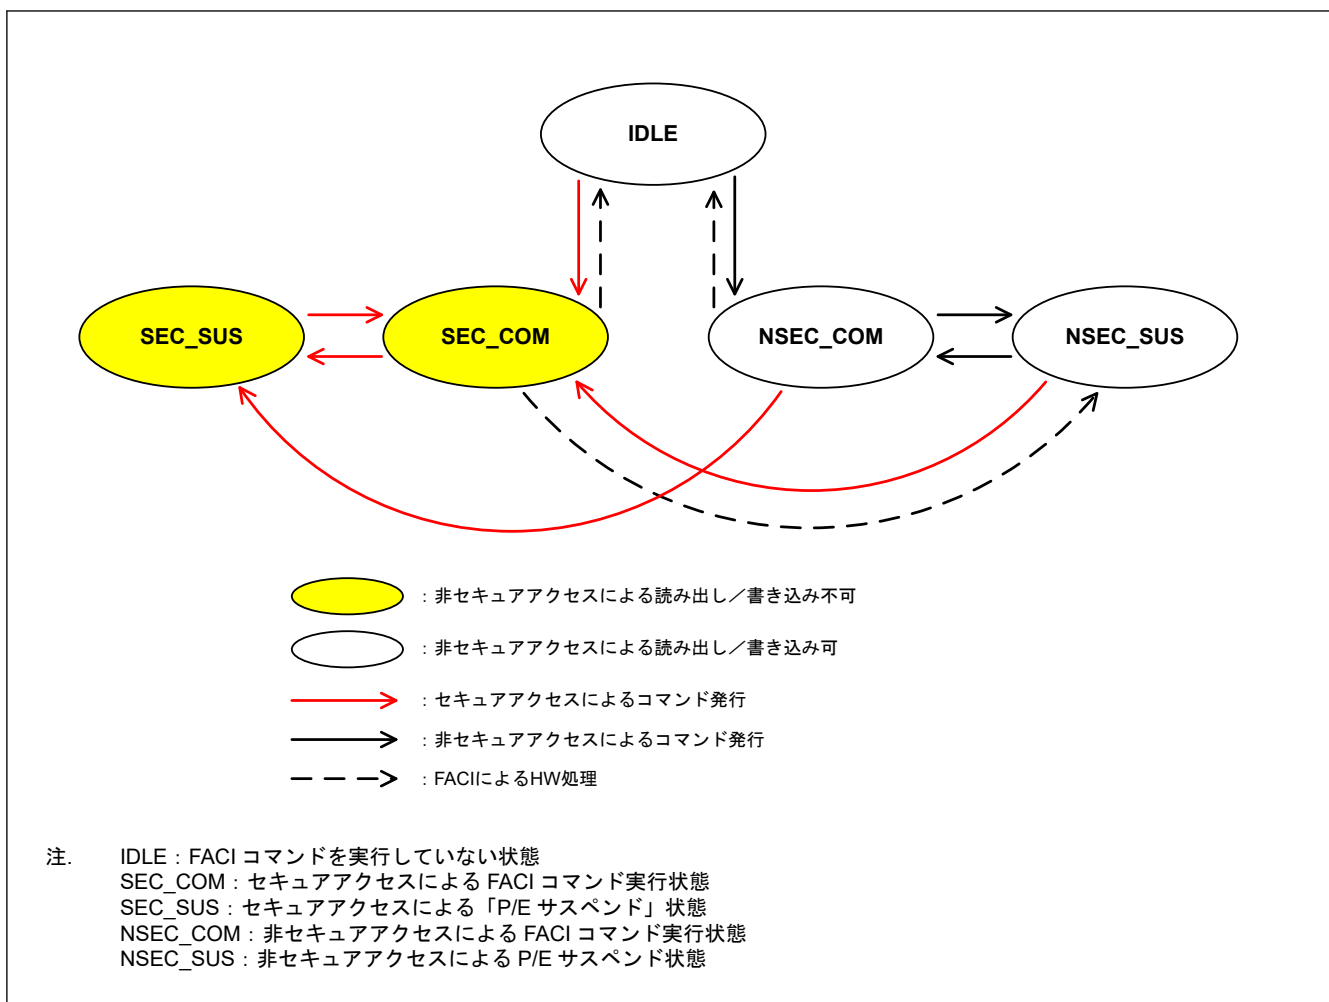 IDLE
SEC_SUS
SEC_COM
NSEC_COM
NSEC_SUS
：非セキュアアクセスによる読み出し／書き込み不可
：非セキュアアクセスによる読み出し／書き込み可
：セキュアアクセスによるコマンド発行
：非セキュアアクセスによるコマンド発行
：FACIによるHW処理
注. IDLE：FACI コマンドを実行していない状態
SEC_COM：セキュアアクセスによる FACI コマンド実行状態
SEC_SUS：セキュアアクセスによる「P/E サスペンド」状態
NSEC_COM：非セキュアアクセスによる FACI コマンド実行状態
NSEC_SUS：非セキュアアクセスによる P/E サスペンド状態